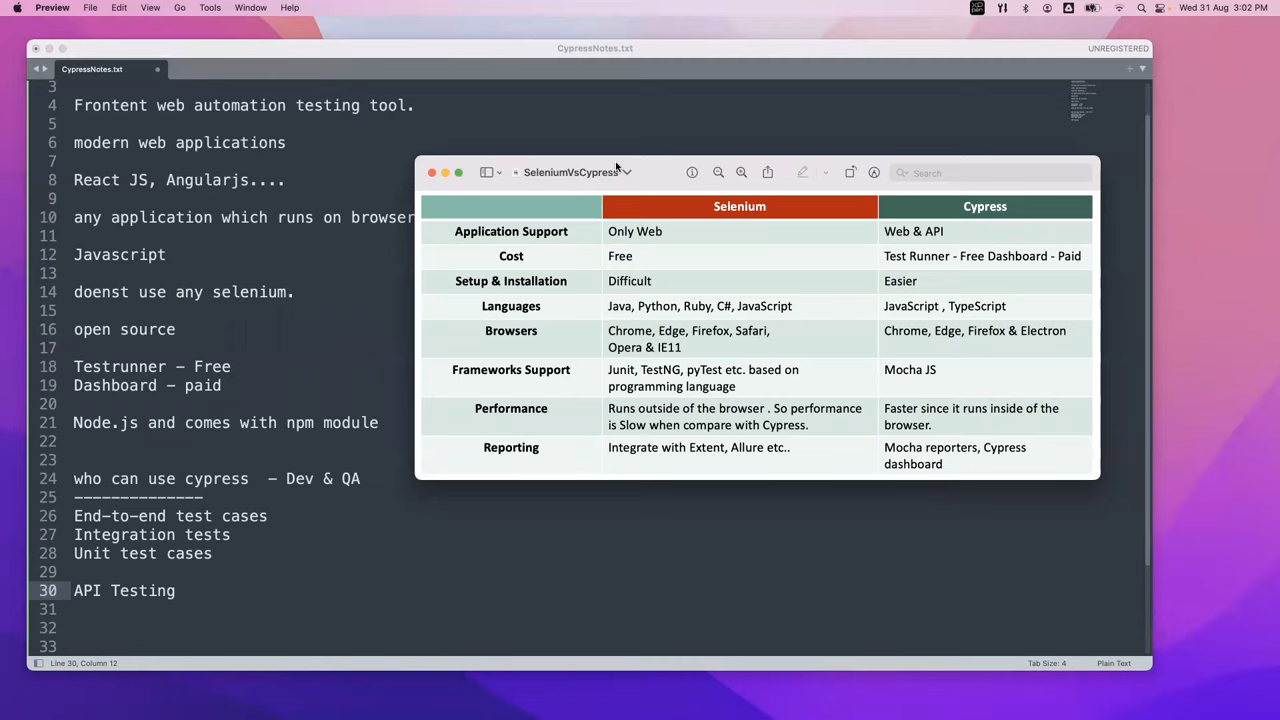 Preview File Edit View Go Tools Window Help Wed 31 Aug 3:02 PM
CypressNotes.txt UNREGISTERED
CypressNotes.txt
3
4 Frontent web automation testing tool.
5
6 modern web applications
7
8 React JS, Angularjs....
9
10 any application which runs on browser
11
12 Javascript
13
14 doenst use any selenium.
15
16 open source
17
18 Testrunner - Free
19 Dashboard - paid
20
21 Node.js and comes with npm module
22
23
24 who can use cypress - Dev & QA
25 --------------
26 End-to-end test cases
27 Integration tests
28 Unit test cases
29
30 API Testing
31
32
33
Line 30, Column 12 Tab Size: 4 Plain Text
SeleniumVsCypress Search
Selenium Cypress
Application Support Only Web Web & API
Cost Free Test Runner - Free Dashboard - Paid
Setup & Installation Difficult Easier
Languages Java, Python, Ruby, C#, JavaScript JavaScript , TypeScript
Browsers Chrome, Edge, Firefox, Safari, Chrome, Edge, Firefox & Electron
Opera & IE11
Frameworks Support Junit, TestNG, pyTest etc. based on Mocha JS
programming language
Performance Runs outside of the browser . So performance Faster since it runs inside of the
is Slow when compare with Cypress. browser.
Reporting Integrate with Extent, Allure etc.. Mocha reporters, Cypress
dashboard